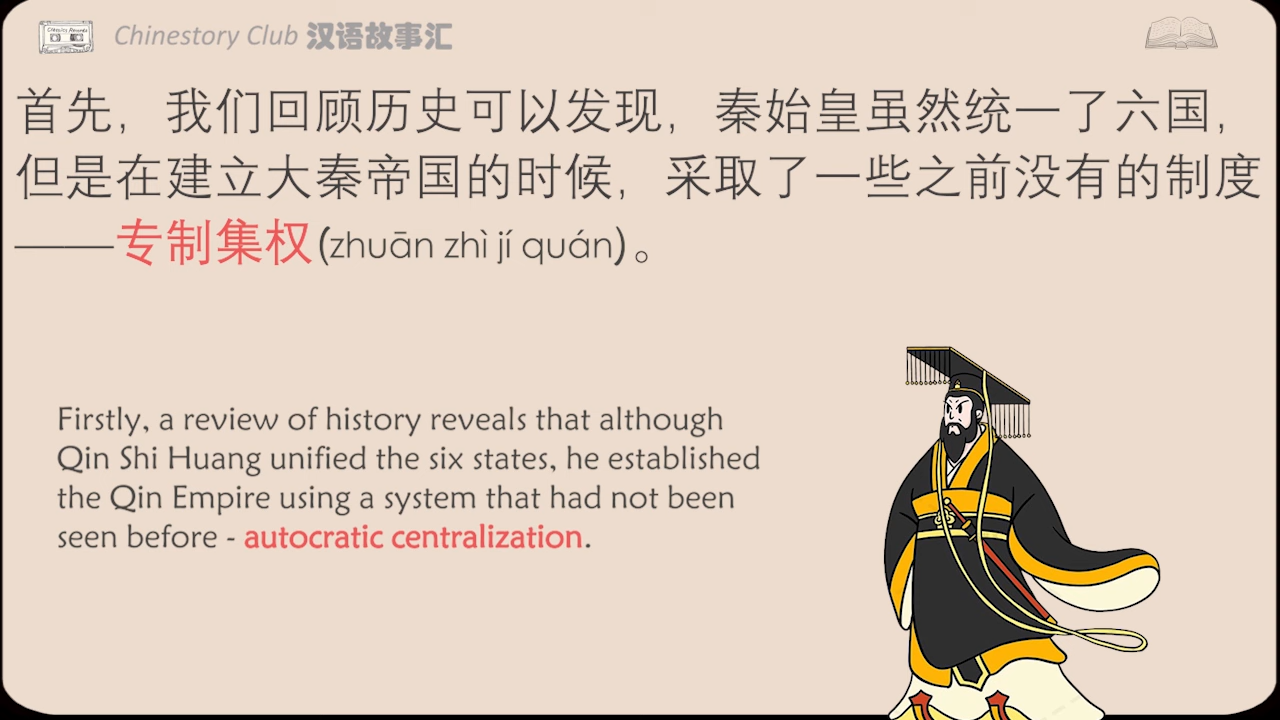 Chinestory Club 汉语故事汇
首先，我们回顾历史可以发现，秦始皇虽然统一了六国，
但是在建立大秦帝国的时候，采取了一些之前没有的制度
——专制集权(zhuān zhì jí quán)。
Firstly, a review of history reveals that although
Qin Shi Huang unified the six states, he established
the Qin Empire using a system that had not been
seen before - autocratic centralization.